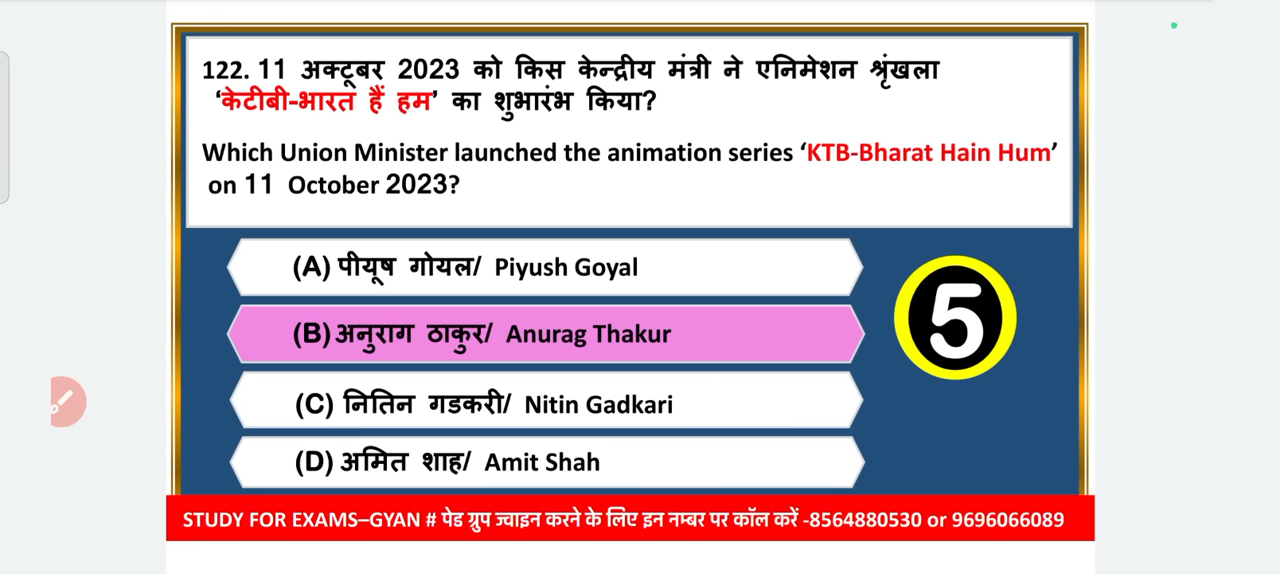 122. 11 अक्टूबर 2023 को किस केन्द्रीय मंत्री ने एनिमेशन श्रृंखला
‘केटीबी-भारत हैं हम’ का शुभारंभ किया?
Which Union Minister launched the animation series ‘KTB-Bharat Hain Hum’
on 11 October 2023?
(A) पीयूष गोयल/ Piyush Goyal
(B) अनुराग ठाकुर/ Anurag Thakur
5
(C) नितिन गडकरी/ Nitin Gadkari
(D) अमित शाह/ Amit Shah
STUDY FOR EXAMS–GYAN # पेड ग्रुप ज्वाइन करने के लिए इन नम्बर पर कॉल करें -8564880530 or 9696066089